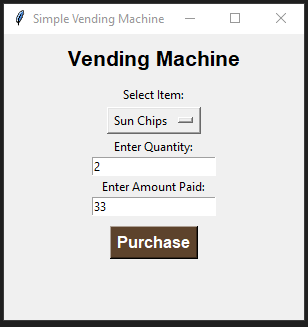 Simple Vending Machine
Vending Machine
Select Item:
Sun Chips
Enter Quantity:
2
Enter Amount Paid:
33
Purchase